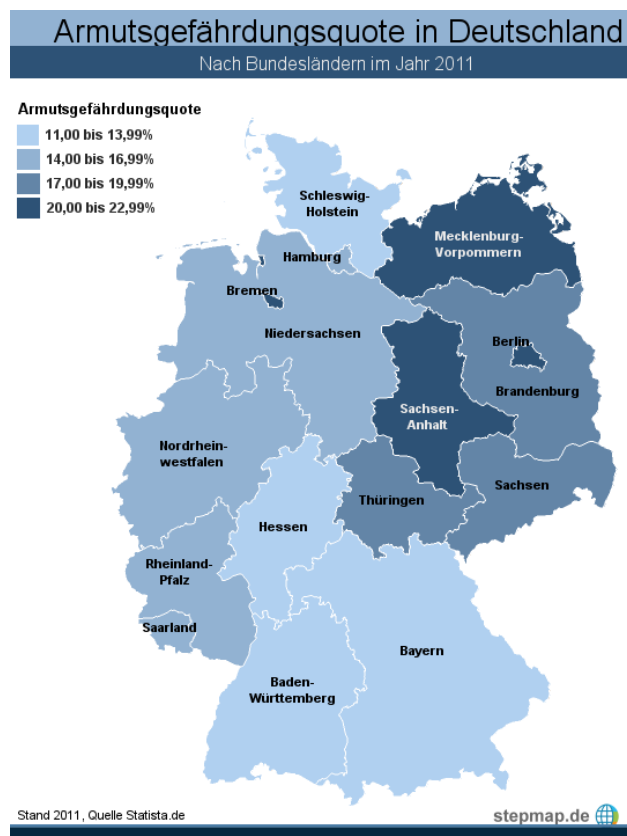 Armutsgefährdungsquote in Deutschland
Nach Bundesländern im Jahr 2011
Armutsgefährdungsquote
11,00 bis 13,99%
14,00 bis 16,99%
17,00 bis 19,99%
20,00 bis 22,99%
Schleswig-
Holstein
Mecklenburg-
Vorpommern
Hamburg
Bremen
Niedersachsen
Berlin
Brandenburg
Sachsen-
Anhalt
Nordrhein-
westfalen
Sachsen
Thüringen
Hessen
Rheinland-
Pfalz
Saarland
Bayern
Baden-
Württemberg
Stand 2011, Quelle Statista.de
stepmap.de